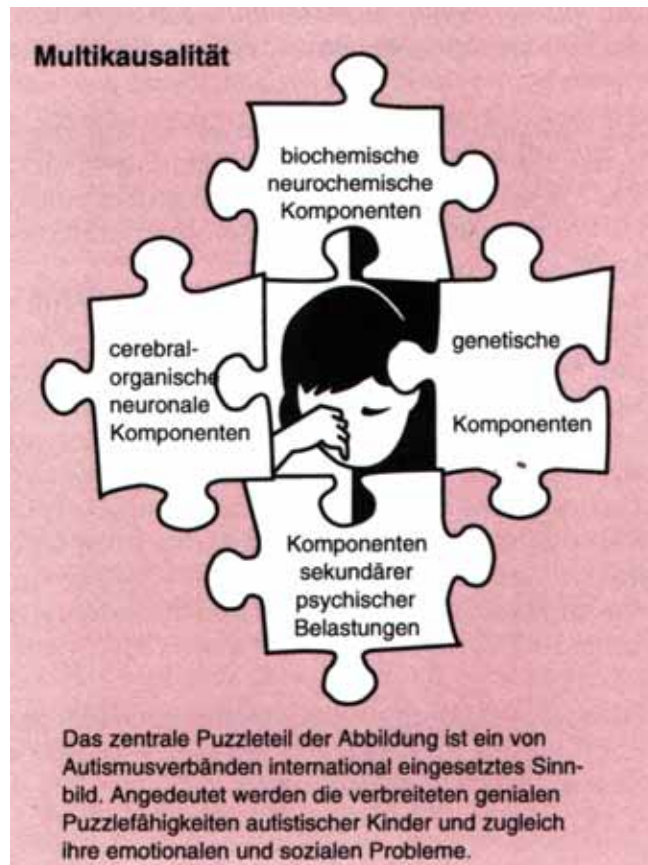 Multikausalität
biochemische
neurochemische
Komponenten
cerebral-
organische
neuronale
Komponenten
genetische
Komponenten
Komponenten
sekundärer
psychischer
Belastungen
Das zentrale Puzzleteil der Abbildung ist ein von
Autismusverbänden international eingesetztes Sinn-
bild. Angedeutet werden die verbreiteten genialen
Puzzlefähigkeiten autistischer Kinder und zugleich
ihre emotionalen und sozialen Probleme.